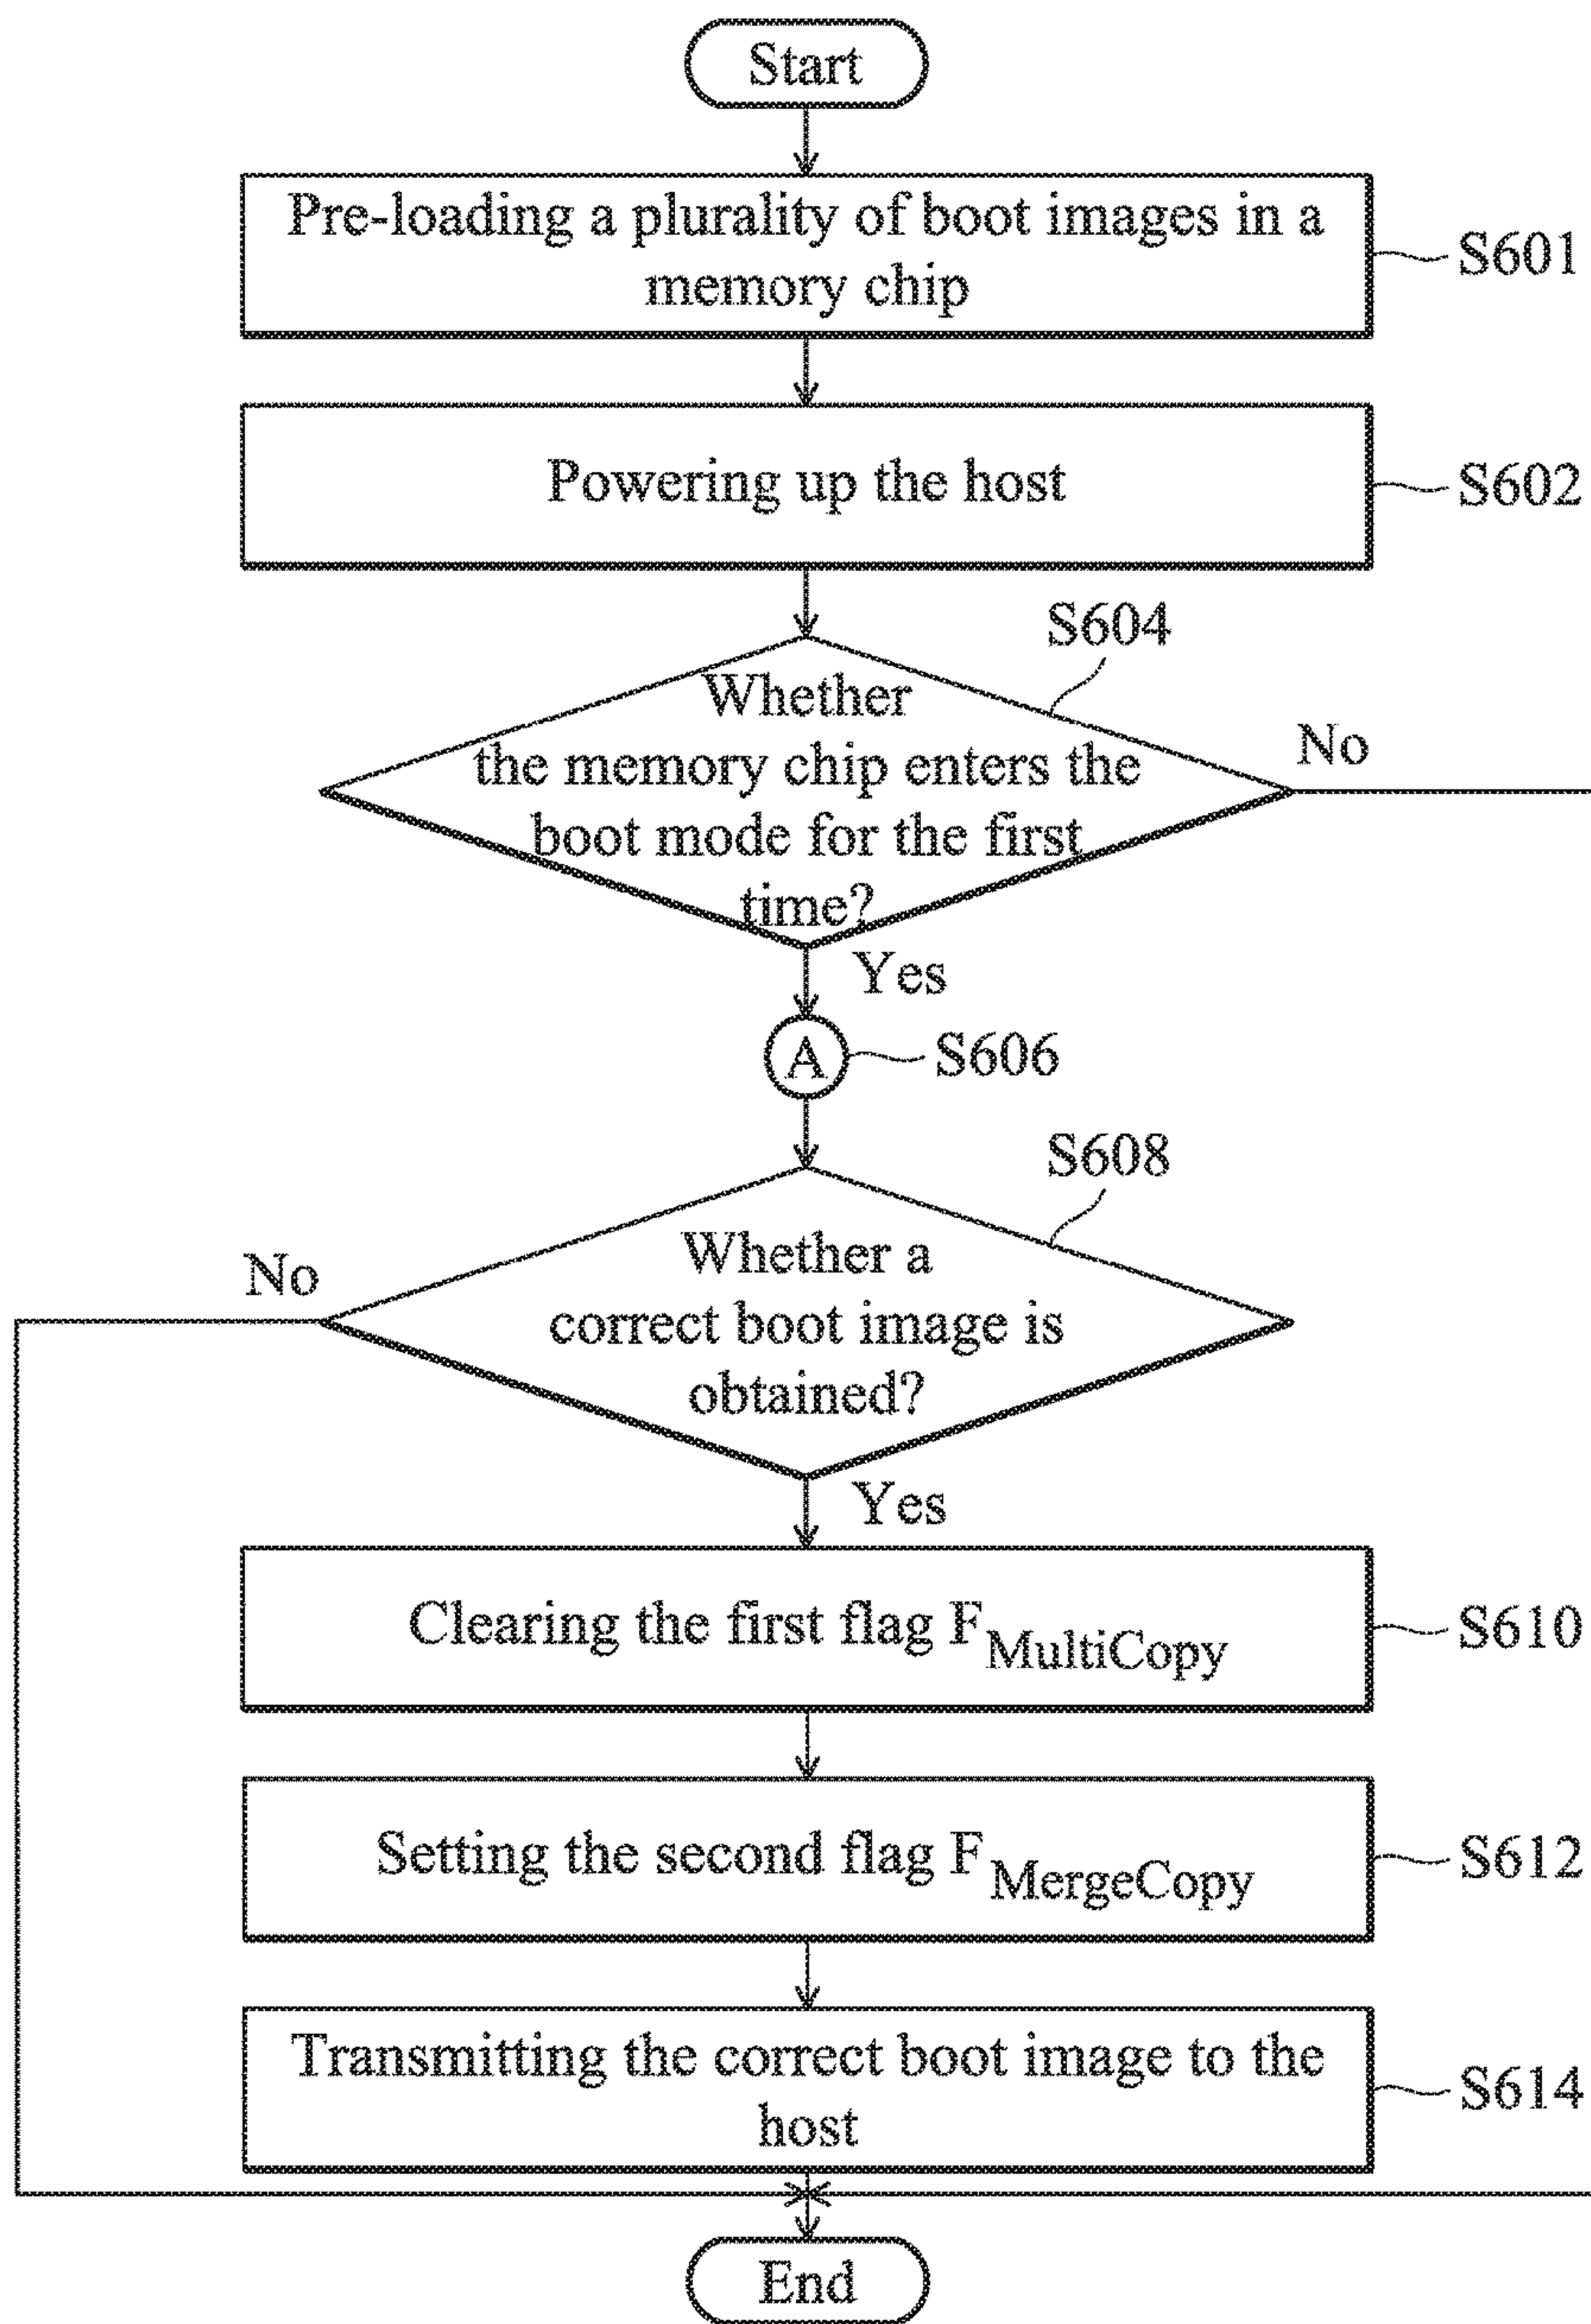 Start
Pre-loading a plurality of boot images in a
memory chip
S601
Powering up the host
S602
S604
Whether
the memory chip enters the
boot mode for the first
time?
No
Yes
A
S606
S608
Whether a
correct boot image is
obtained?
No
Yes
Clearing the first flag F MultiCopy
S610
Setting the second flag F MergeCopy
S612
Transmitting the correct boot image to the
host
S614
End